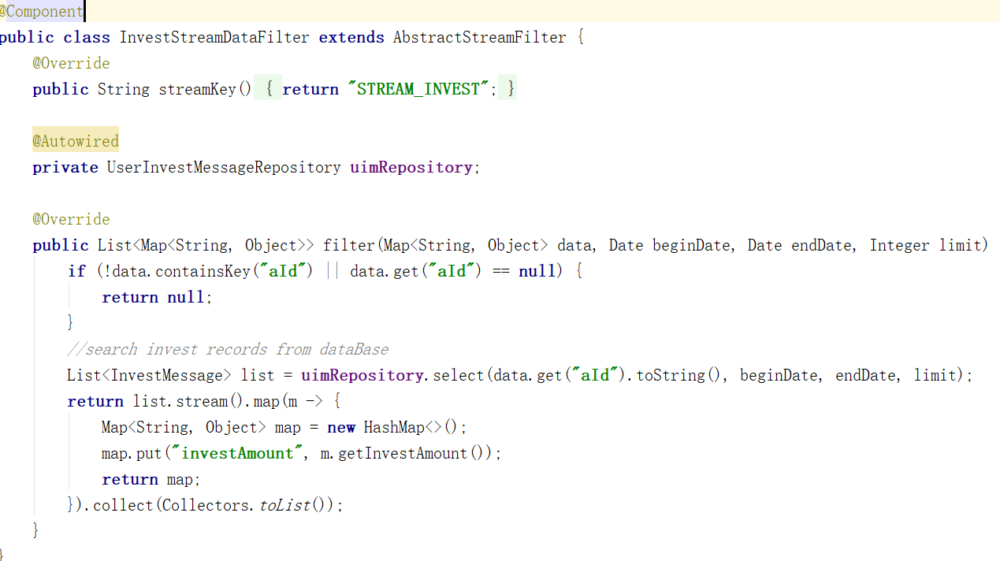 @Component
public class InvestStreamDataFilter extends AbstractStreamFilter {
@Override
public String streamKey() { return "STREAM_INVEST"; }
@Autowired
private UserInvestMessageRepository uimRepository;
@Override
public List<Map<String, Object>> filter(Map<String, Object> data, Date beginDate, Date endDate, Integer limit)
if (!data.containsKey("aId") || data.get("aId") == null) {
return null;
}
//search invest records from dataBase
List<InvestMessage> list = uimRepository.select(data.get("aId").toString(), beginDate, endDate, limit);
return list.stream().map(m -> {
Map<String, Object> map = new HashMap<>();
map.put("investAmount", m.getInvestAmount());
return map;
}).collect(Collectors.toList());
}
}